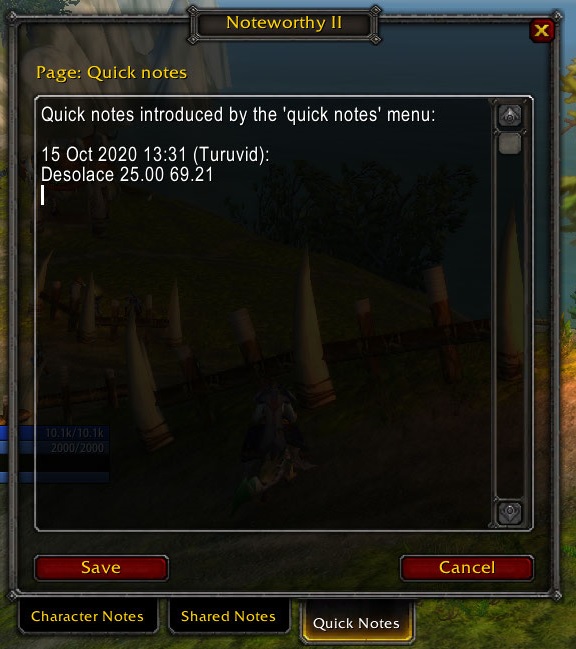 Noteworthy II
Page: Quick notes
Quick notes introduced by the 'quick notes' menu:
15 Oct 2020 13:31 (Turuvid):
Desolace 25.00 69.21
10.1k/10.1k
2000/2000
Save
Cancel
Character Notes
Shared Notes
Quick Notes